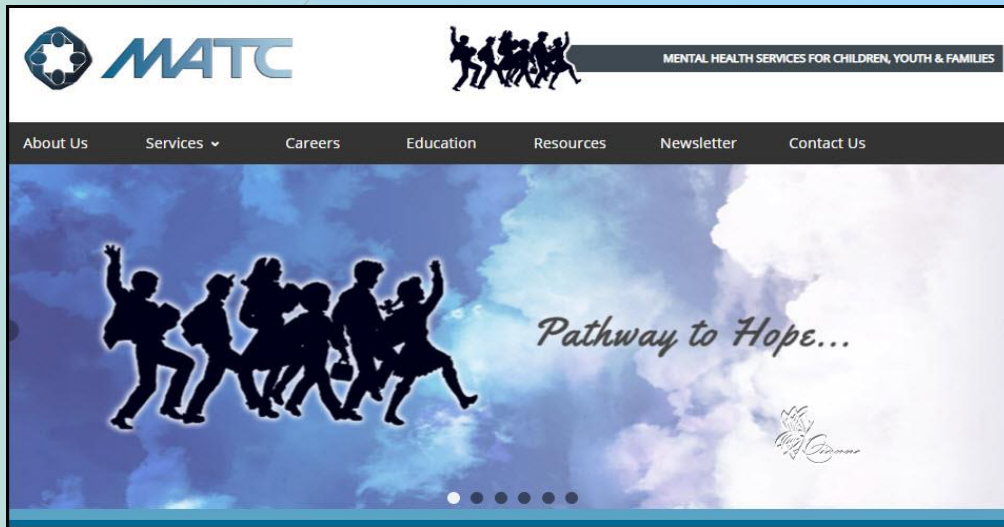 MATC
MENTAL HEALTH SERVICES FOR CHILDREN, YOUTH & FAMILIES
About Us Services Careers Education Resources Newsletter Contact Us
Pathway to Hope...